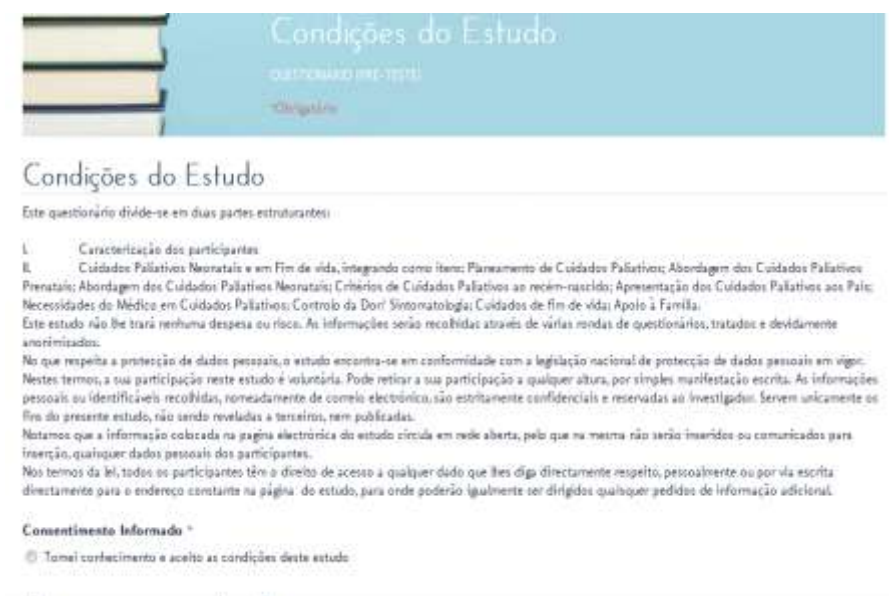 Condições do Estudo
QUESTIONÁRIO (PRÉ-TESTE)
*Obrigatório
Condições do Estudo
Este questionário divide-se em duas partes estruturantes:
I. Caracterização dos participantes
II. Cuidados Paliativos Neonatais e em Fim de vida, integrando como itens: Planeamento de Cuidados Paliativos; Abordagem dos Cuidados Paliativos
Prenatais; Abordagem dos Cuidados Paliativos Neonatais; Critérios de Cuidados Paliativos ao recém-nascido; Apresentação dos Cuidados Paliativos aos Pais;
Necessidades do Médico em Cuidados Paliativos; Controlo da Dor/ Sintomatologia; Cuidados de fim de vida; Apoio à Família.
Este estudo não lhe trará nenhuma despesa ou risco. As informações serão recolhidas através de várias rondas de questionários, tratados e devidamente
anonimizados.
No que respeita a protecção de dados pessoais, o estudo encontra-se em conformidade com a legislação nacional de protecção de dados pessoais em vigor.
Nestes termos, a sua participação neste estudo é voluntária. Pode retirar a sua participação a qualquer altura, por simples manifestação escrita. As informações
pessoais ou identificáveis recolhidas, nomeadamente de correio electrónico, são estritamente confidenciais e reservadas ao investigador. Servem unicamente os
fins do presente estudo, não sendo reveladas a terceiros, nem publicadas.
Notamos que a informação colocada na pagina electrónica do estudo circula em rede aberta, pelo que na mesma não serão inseridos ou comunicados para
inserção, quaisquer dados pessoais dos participantes.
Nos termos da lei, todos os participantes têm o direito de acesso a qualquer dado que lhes diga directamente respeito, pessoalmente ou por via escrita
directamente para o endereço constante na página do estudo, para onde poderão igualmente ser dirigidos quaisquer pedidos de informação adicional.
Consentimento Informado *
Tomei conhecimento e aceito as condições deste estudo